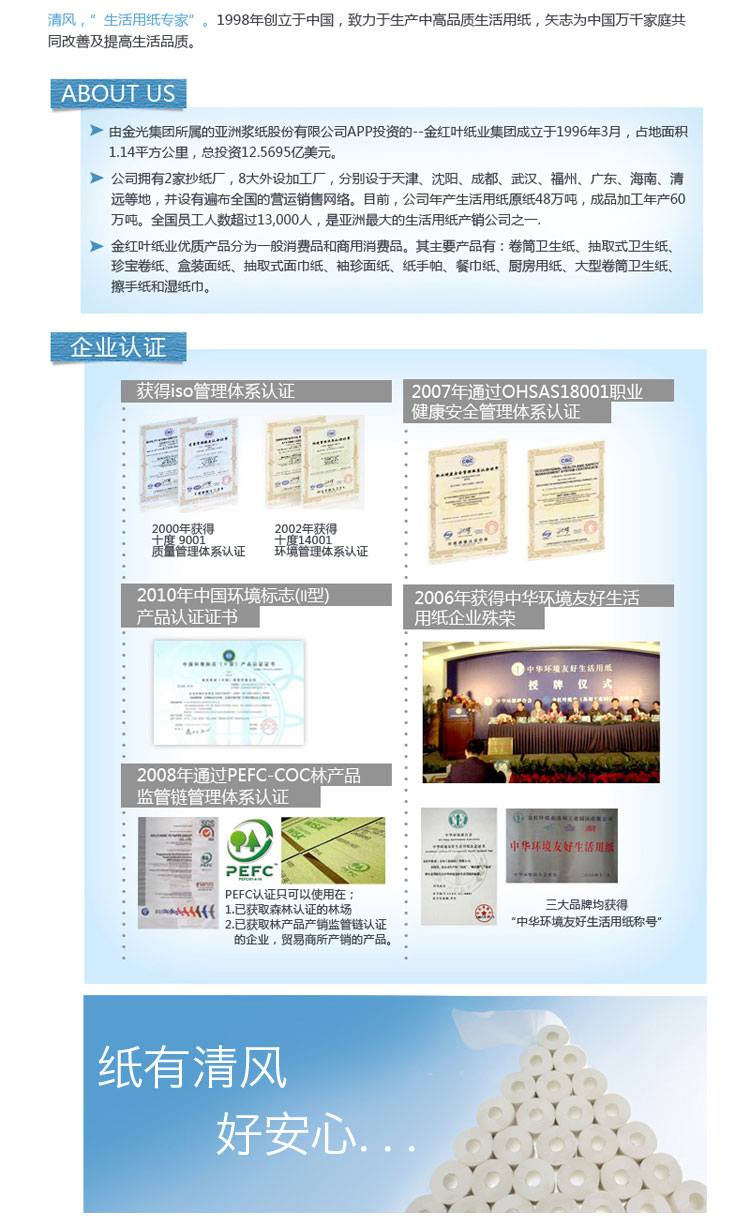 清风，”生活用纸专家”。1998年创立于中国，致力于生产中高品质生活用纸，矢志为中国万千家庭共
同改善及提高生活品质。
ABOUT US
由金光集团所属的亚洲浆纸股份有限公司APP投资的--金红叶纸业集团成立于1996年3月，占地面积
1.14平方公里，总投资12.5695亿美元。
公司拥有2家抄纸厂，8大外设加工厂，分别设于天津、沈阳、成都、武汉、福州、广东、海南、清
远等地，并设有遍布全国的营运销售网络。目前，公司年产生活用纸原纸48万吨，成品加工年产60
万吨。全国员工人数超过13,000人，是亚洲最大的生活用纸产销公司之一.
金红叶纸业优质产品分为一般消费品和商用消费品。其主要产品有：卷筒卫生纸、抽取式卫生纸、
珍宝卷纸、盒装面纸、抽取式面巾纸、袖珍面纸、纸手帕、餐巾纸、厨房用纸、大型卷筒卫生纸、
擦手纸和湿纸巾。
企业认证
获得iso管理体系认证
2000年获得
十度 9001
质量管理体系认证
2002年获得
十度14001
环境管理体系认证
2007年通过OHSAS18001职业
健康安全管理体系认证
CQC
2010年中国环境标志(II型)
产品认证证书
中国环境标志（II型）产品认证证书
2006年获得中华环境友好生活
用纸企业殊荣
中华环境友好生活用纸
授牌仪式
2008年通过PEFC-COC林产品
监管链管理体系认证
SGS
PEFC
PEFC认证只可以使用在；
1.已获取森林认证的林场
2.已获取林产品产销监管链认证
的企业，贸易商所产销的产品。
中华环境友好生活用纸
三大品牌均获得
“中华环境友好生活用纸称号”
纸有清风
好安心...